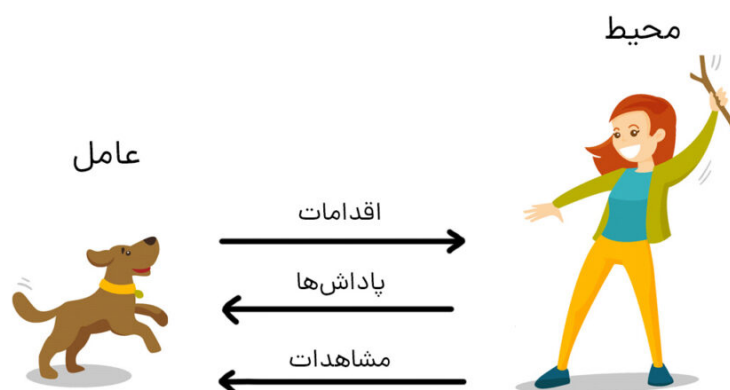 محیط
عامل
اقدامات
پاداش‌ها
مشاهدات